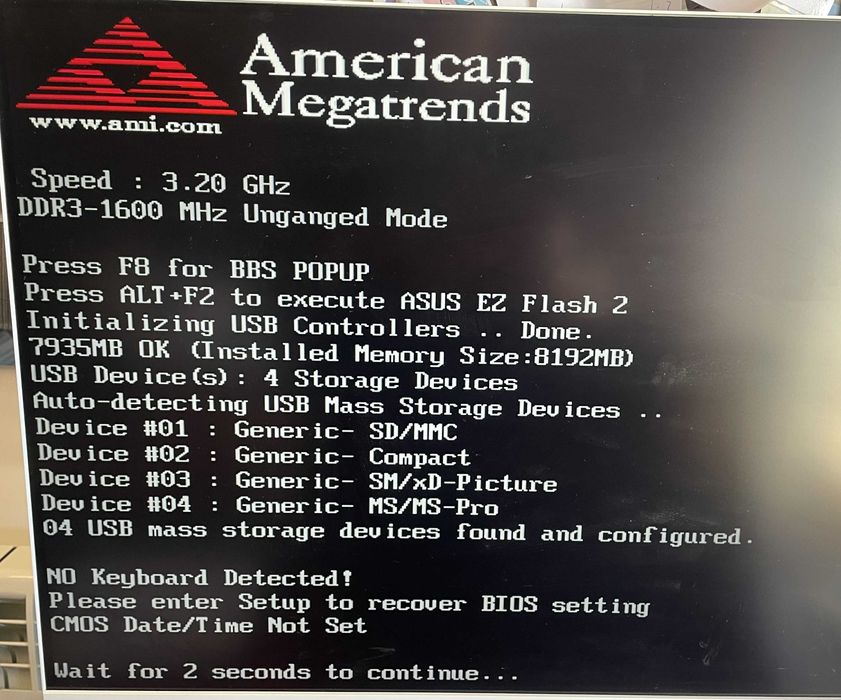 American
Megatrends
www.ami.com
Speed : 3.20 GHz
DDR3-1600 MHz Unganged Mode
Press F8 for BBS POPUP
Press ALT+F2 to execute ASUS EZ Flash 2
Initializing USB Controllers .. Done.
7935MB OK (Installed Memory Size:8192MB)
USB Device(s): 4 Storage Devices
Auto-detecting USB Mass Storage Devices ..
Device #01 : Generic- SD/MMC
Device #02 : Generic- Compact
Device #03 : Generic- SM/xD-Picture
Device #04 : Generic- MS/MS-Pro
04 USB mass storage devices found and configured.
NO Keyboard Detected!
Please enter Setup to recover BIOS setting
CMOS Date/Time Not Set
Wait for 2 seconds to continue...